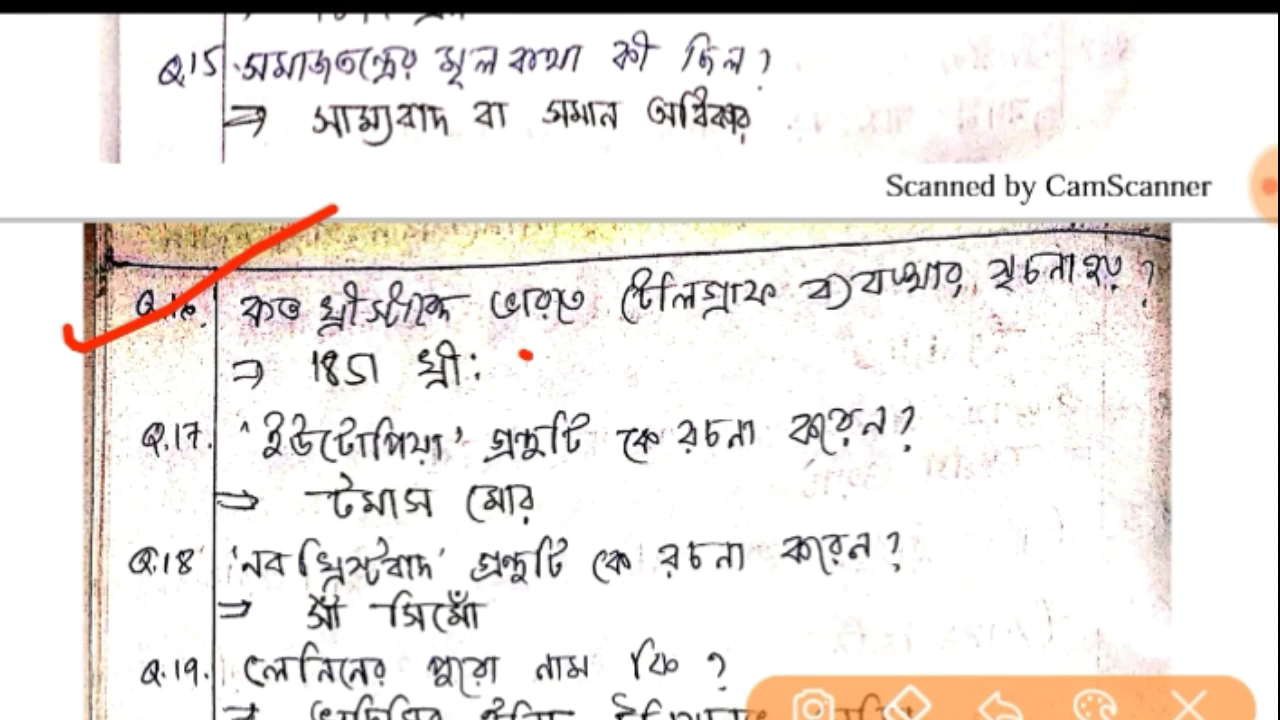 Q.15 সমাজতন্ত্রের মূল কথা কী ছিল?
⇒ সাম্যবাদ বা সমান অধিকার
Scanned by CamScanner
Q.16. কত খ্রীস্টাব্দে ভারতে টেলিগ্রাফ ব্যবস্থার সূচনা হয়?
⇒ 1851 খ্রী:
Q.17. 'ইউটোপিয়া' গ্রন্থটি কে রচনা করেন?
⇒ টমাস মোর
Q.18 'নব খ্রিস্টবাদ' গ্রন্থটি কে রচনা করেন?
⇒ সাঁ সিমোঁ
Q.19. লেনিনের পুরো নাম কি?